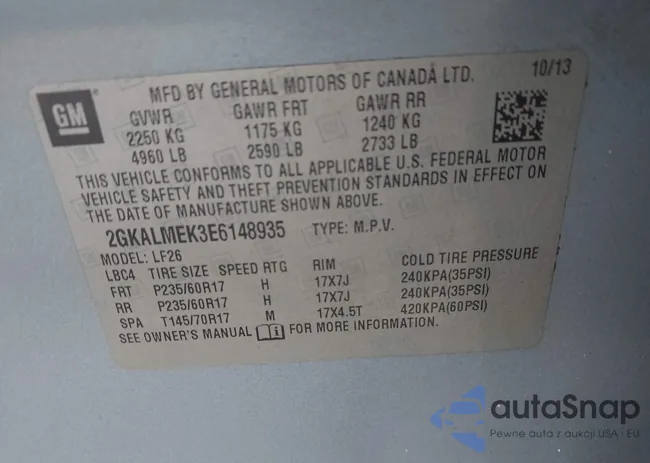 GM
MFD BY GENERAL MOTORS OF CANADA LTD. 10/13
GVWR GAWR FRT GAWR RR
2250 KG 1175 KG 1240 KG
4960 LB 2590 LB 2733 LB
THIS VEHICLE CONFORMS TO ALL APPLICABLE U.S. FEDERAL MOTOR
VEHICLE SAFETY AND THEFT PREVENTION STANDARDS IN EFFECT ON
THE DATE OF MANUFACTURE SHOWN ABOVE.
2GKALMEK3E6148935 TYPE: M.P.V.
MODEL: LF26
LBC4 TIRE SIZE SPEED RTG RIM COLD TIRE PRESSURE
FRT P235/60R17 H 17X7J 240KPA(35PSI)
RR P235/60R17 H 17X7J 240KPA(35PSI)
SPA T145/70R17 M 17X4.5T 420KPA(60PSI)
SEE OWNER'S MANUAL FOR MORE INFORMATION.
autaSnap
Pewne auta z aukcji USA - EU